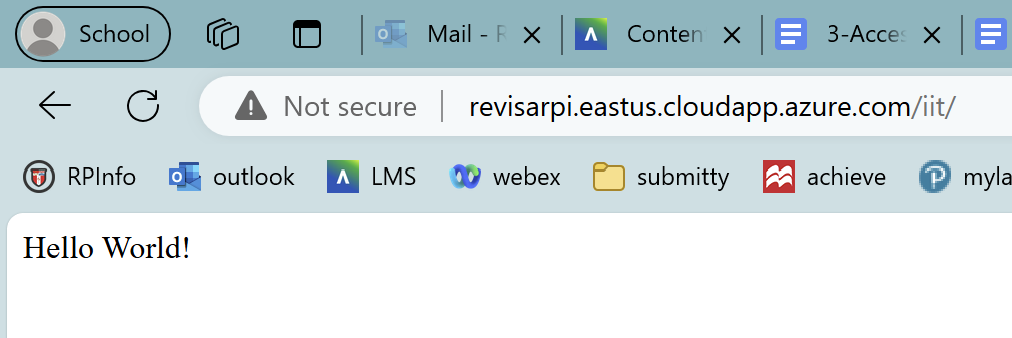 School Mail - Conten 3-Acces
Not secure revisarpi.eastus.cloudapp.azure.com/iit/
RPInfo outlook LMS webex submitty achieve myla
Hello World!